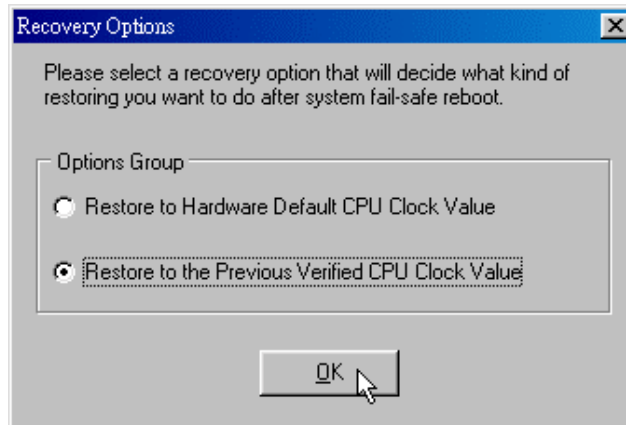 Recovery Options
Please select a recovery option that will decide what kind of
restoring you want to do after system fail-safe reboot.
Options Group
Restore to Hardware Default CPU Clock Value
Restore to the Previous Verified CPU Clock Value
OK